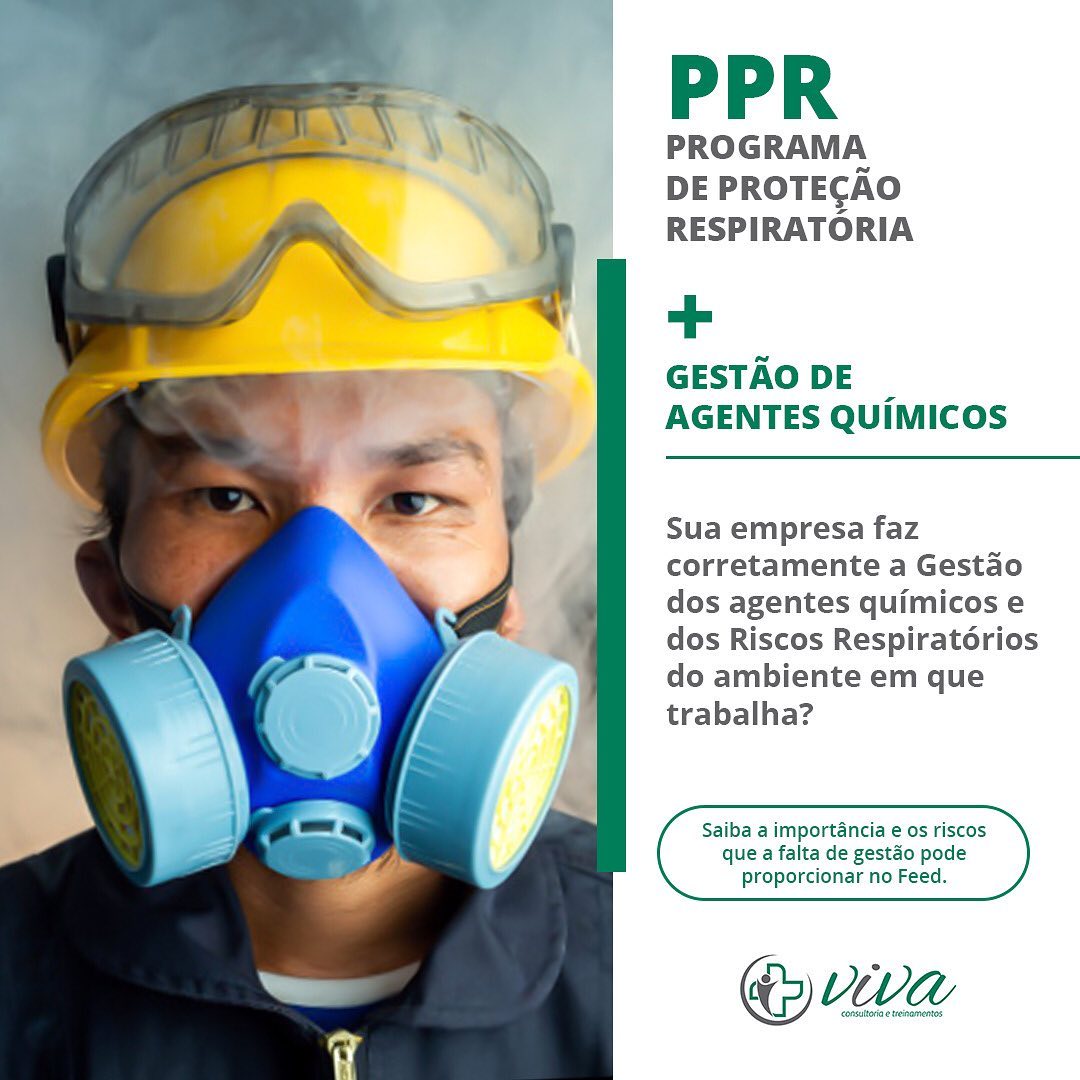 PPR
PROGRAMA
DE PROTEÇÃO
RESPIRATÓRIA
+
GESTÃO DE
AGENTES QUÍMICOS
Sua empresa faz
corretamente a Gestão
dos agentes químicos e
dos Riscos Respiratórios
do ambiente em que
trabalha?
Saiba a importância e os riscos
que a falta de gestão pode
proporcionar no Feed.
viva
consultoria e treinamentos